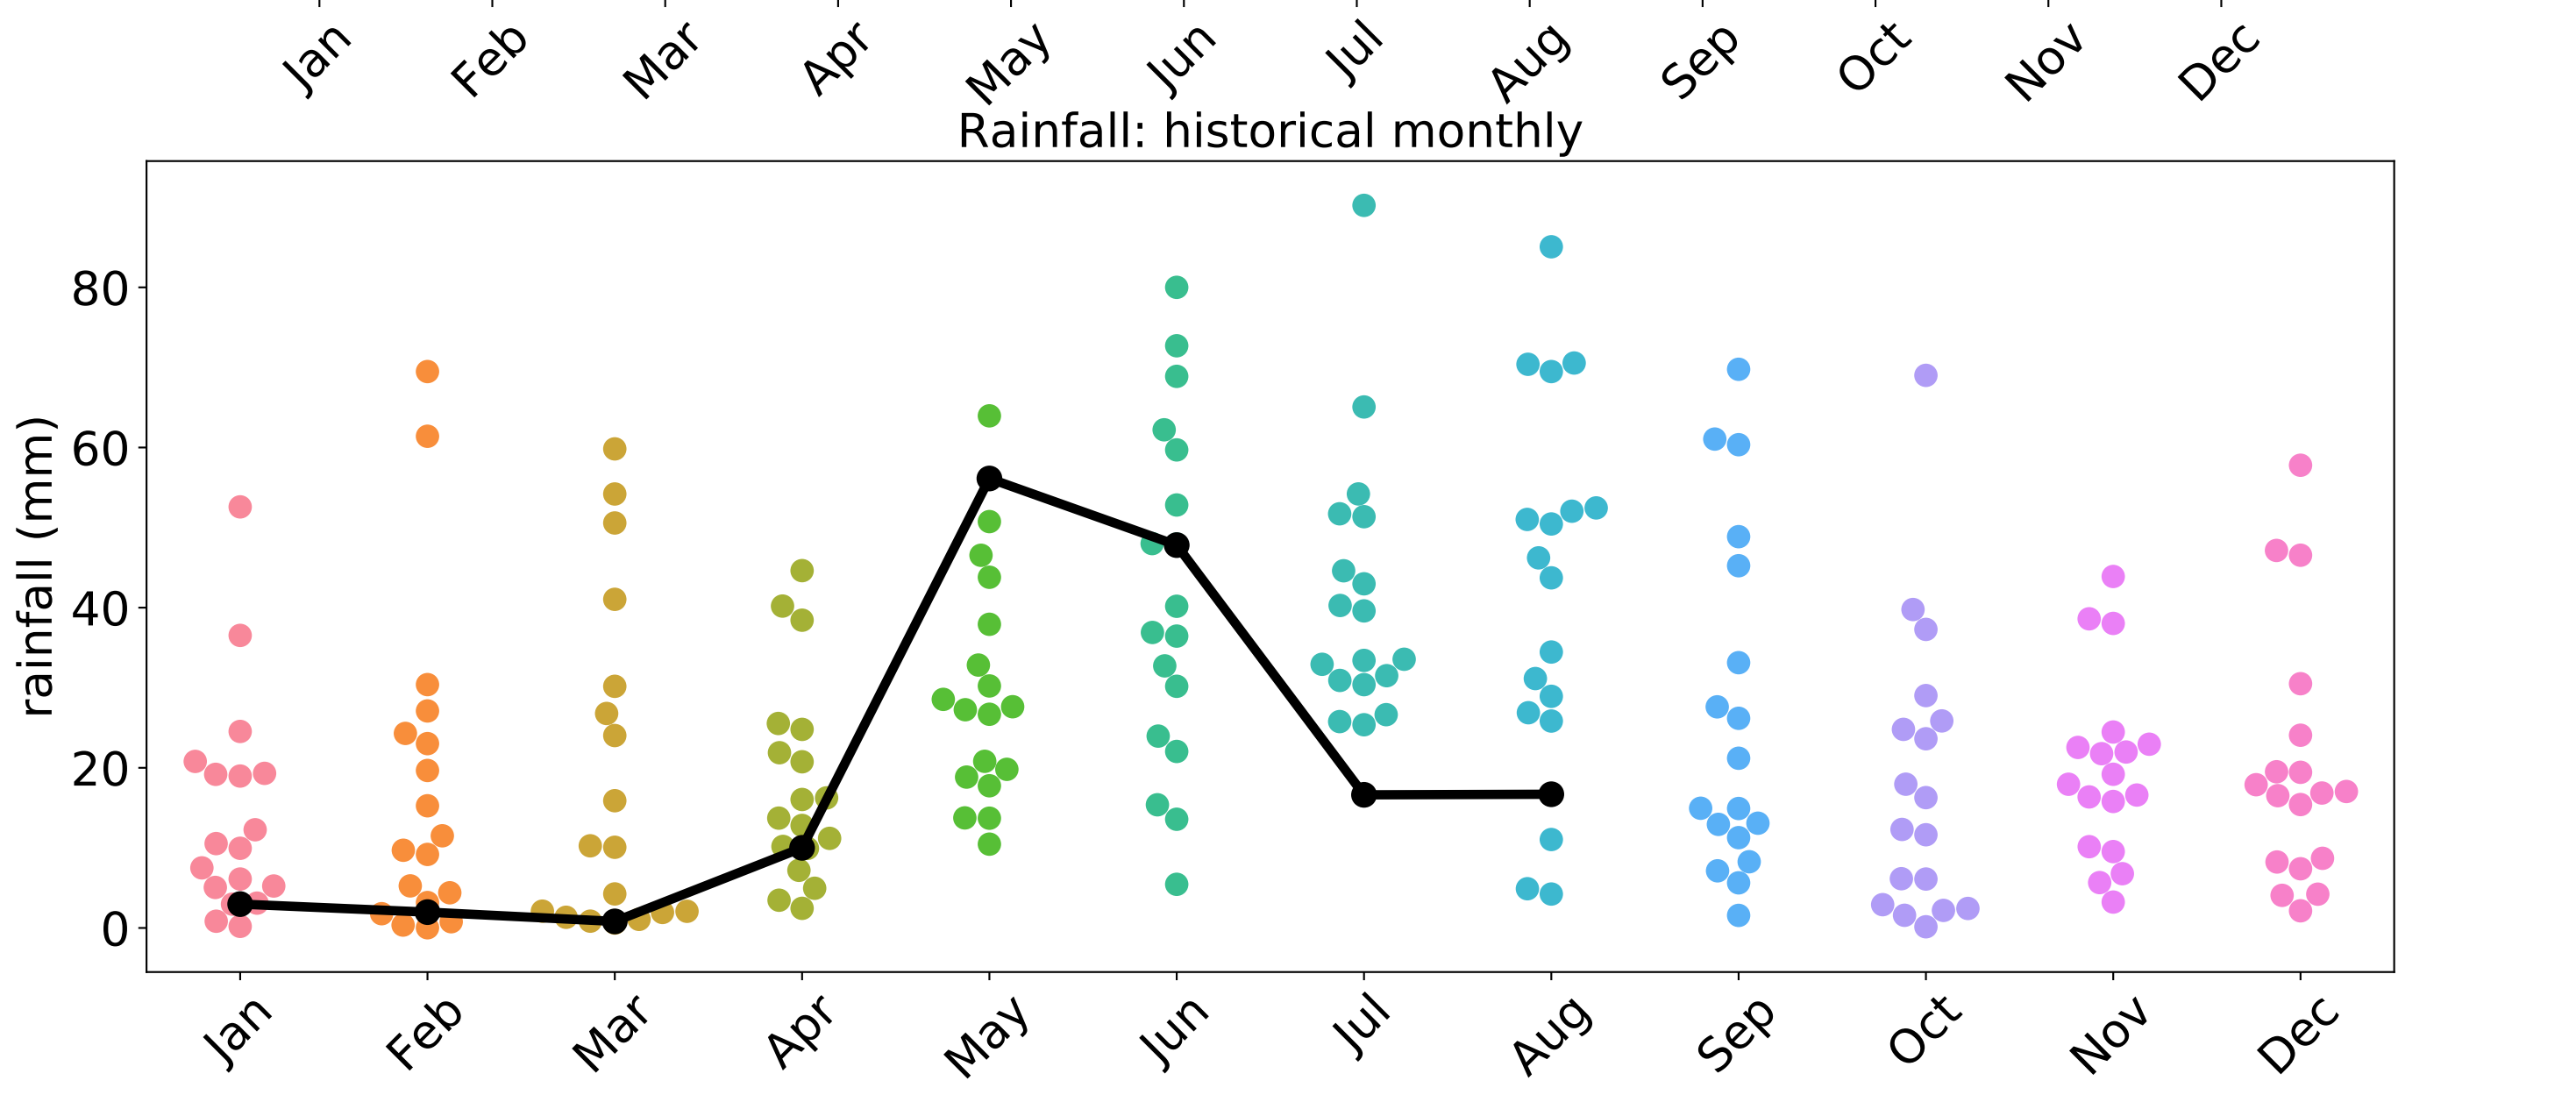 Jan Feb Mar Apr May Jun Jul Aug Sep Oct Nov Dec
Rainfall: historical monthly
rainfall (mm)
80
60
40
20
0
Jan Feb Mar Apr May Jun Jul Aug Sep Oct Nov Dec